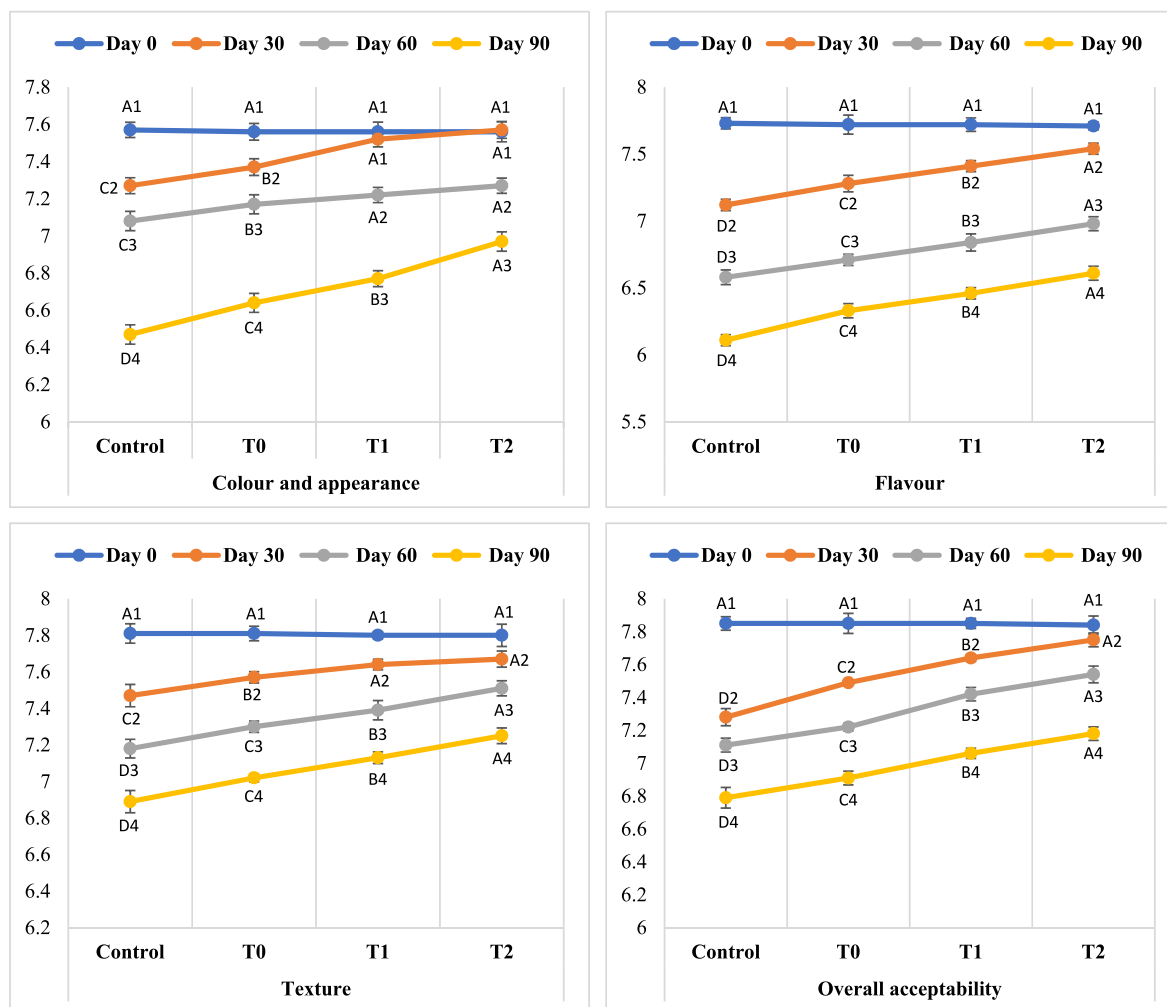 Day 0 Day 30 Day 60 Day 90
7.8
7.6
7.4
7.2
7
6.8
6.6
6.4
6.2
6
A1 A1 A1 A1
C2 B2 A1 A1
C3 B3 A2 A2
D4 C4 B3 A3
Control T0 T1 T2
Colour and appearance
Day 0 Day 30 Day 60 Day 90
8
7.5
7
6.5
6
5.5
A1 A1 A1 A1
D2 C2 B2 A2
D3 C3 B3 A3
D4 C4 B4 A4
Control T0 T1 T2
Flavour
Day 0 Day 30 Day 60 Day 90
8
7.8
7.6
7.4
7.2
7
6.8
6.6
6.4
6.2
A1 A1 A1 A1
C2 B2 A2 A2
D3 C3 B3 A3
D4 C4 B4 A4
Control T0 T1 T2
Texture
Day 0 Day 30 Day 60 Day 90
8
7.8
7.6
7.4
7.2
7
6.8
6.6
6.4
6.2
6
A1 A1 A1 A1
D2 C2 B2 A2
D3 C3 B3 A3
D4 C4 B4 A4
Control T0 T1 T2
Overall acceptability